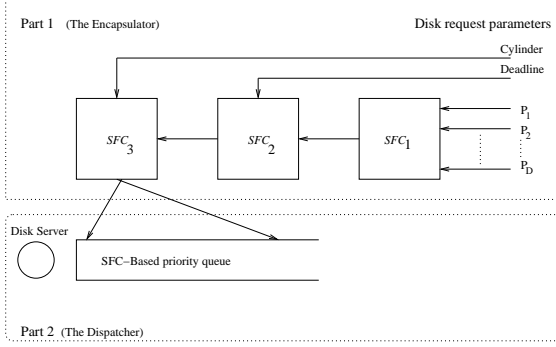 Part 1 (The Encapsulator)
Disk request parameters
Cylinder
Deadline
SFC3
SFC2
SFC1
P1
P2
PD
Disk Server
SFC-Based priority queue
Part 2 (The Dispatcher)